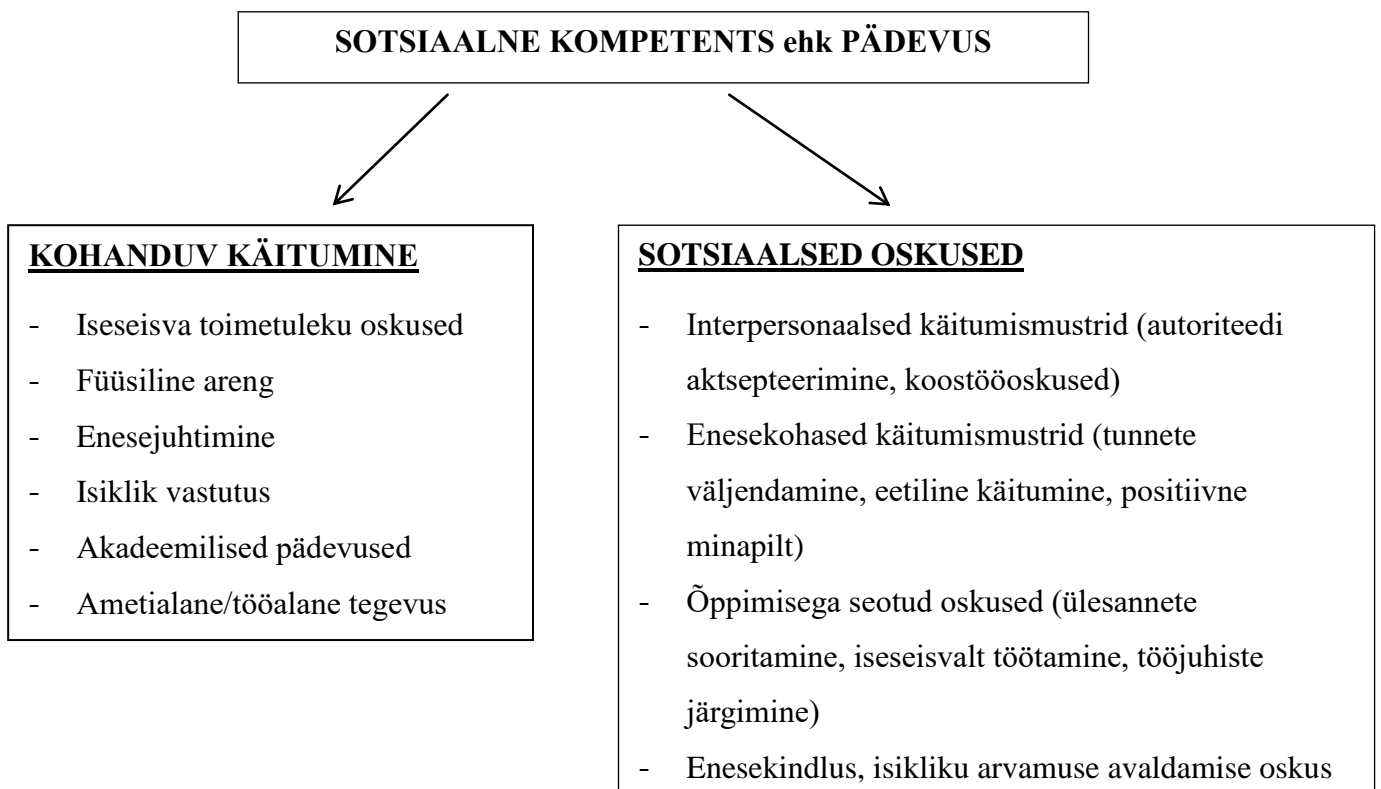 SOTSIAALNE KOMPETENTS ehk PÄDEVUS
KOHANDUV KÄITUMINE
- Iseseisva toimetuleku oskused
- Füüsiline areng
- Enesejuhtimine
- Isiklik vastutus
- Akadeemilised pädevused
- Ametialane/tööalane tegevus
SOTSIAALSED OSKUSED
- Interpersonaalsed käitumismustrid (autoriteedi
aktsepteerimine, koostööoskused)
- Enesekohased käitumismustrid (tunnete
väljendamine, eetiline käitumine, positiivne
minapilt)
- Õppimisega seotud oskused (ülesannete
sooritamine, iseseisvalt töötamine, tööjuhiste
järgimine)
- Enesekindlus, isikliku arvamuse avaldamise oskus